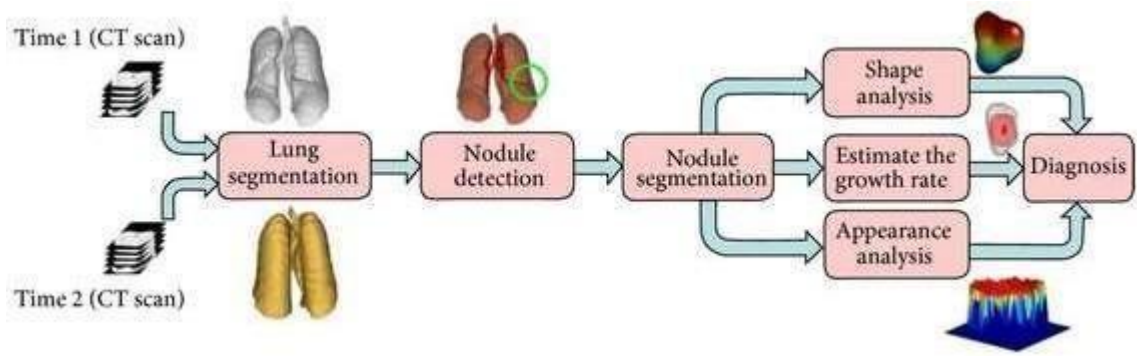 Time 1 (CT scan)
Lung
segmentation
Nodule
detection
Nodule
segmentation
Shape
analysis
Estimate the
growth rate
Appearance
analysis
Diagnosis
Time 2 (CT scan)